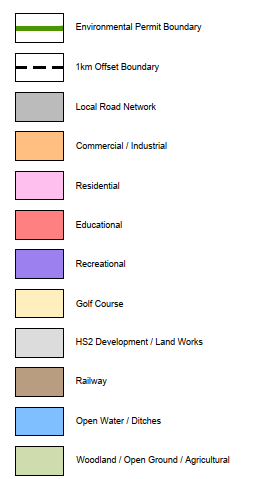 Environmental Permit Boundary
1km Offset Boundary
Local Road Network
Commercial / Industrial
Residential
Educational
Recreational
Golf Course
HS2 Development / Land Works
Railway
Open Water / Ditches
Woodland / Open Ground / Agricultural